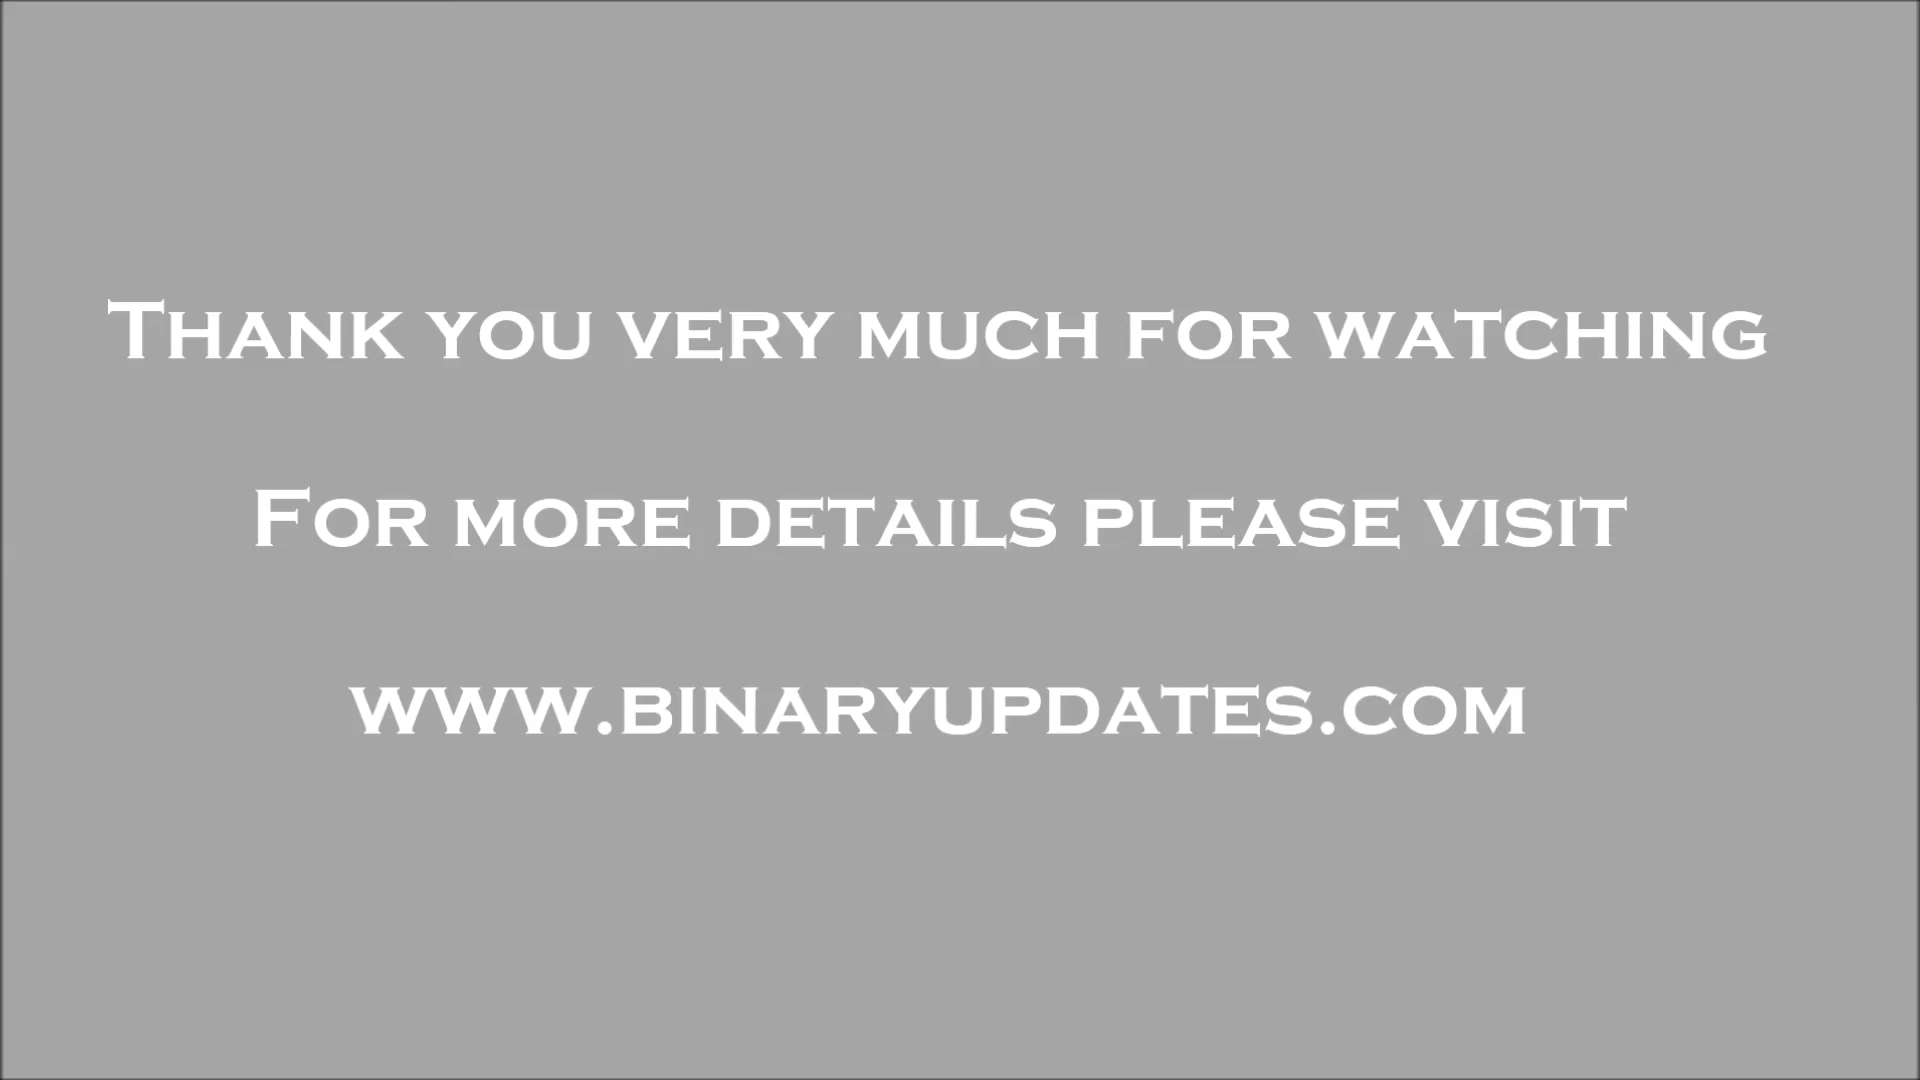 Thank you very much for watching
For more details please visit
www.binaryupdates.com